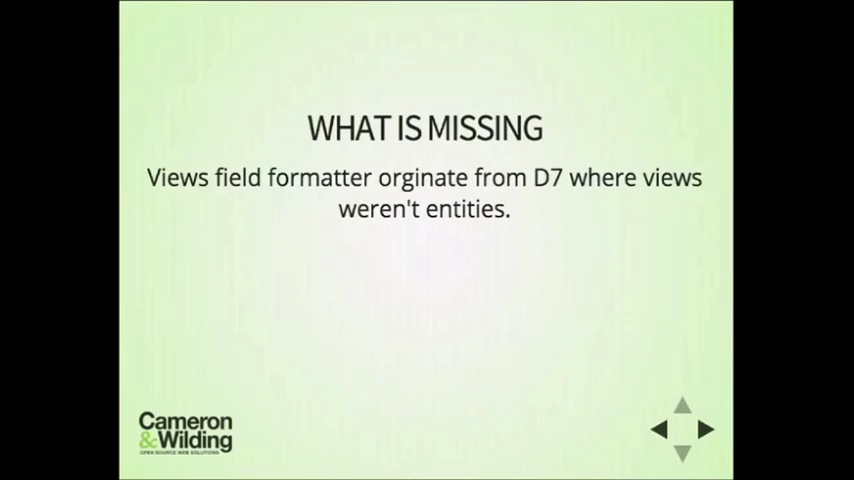 WHAT IS MISSING
Views field formatter orginate from D7 where views
weren't entities.
Cameron
&Wilding
OPEN SOURCE WEB SOLUTIONS